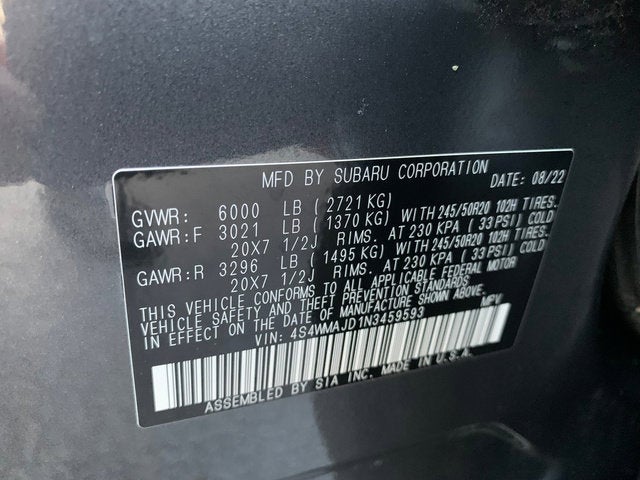 MFD BY SUBARU CORPORATION DATE: 08/22
GVWR: 6000 LB ( 2721 KG)
GAWR:F 3021 LB ( 1370 KG) WITH 245/50R20 102H TIRES.
20X7 1/2J RIMS. AT 230 KPA ( 33 PSI) COLD
GAWR:R 3296 LB ( 1495 KG) WITH 245/50R20 102H TIRES.
20X7 1/2J RIMS. AT 230 KPA ( 33 PSI) COLD
THIS VEHICLE CONFORMS TO ALL APPLICABLE FEDERAL MOTOR
VEHICLE SAFETY AND THEFT PREVENTION STANDARDS IN EFFECT
ON THE DATE OF MANUFACTURE SHOWN ABOVE.
VIN: 4S4WMAJD1N3459593 MPV
ASSEMBLED BY SIA INC. MADE IN U.S.A.